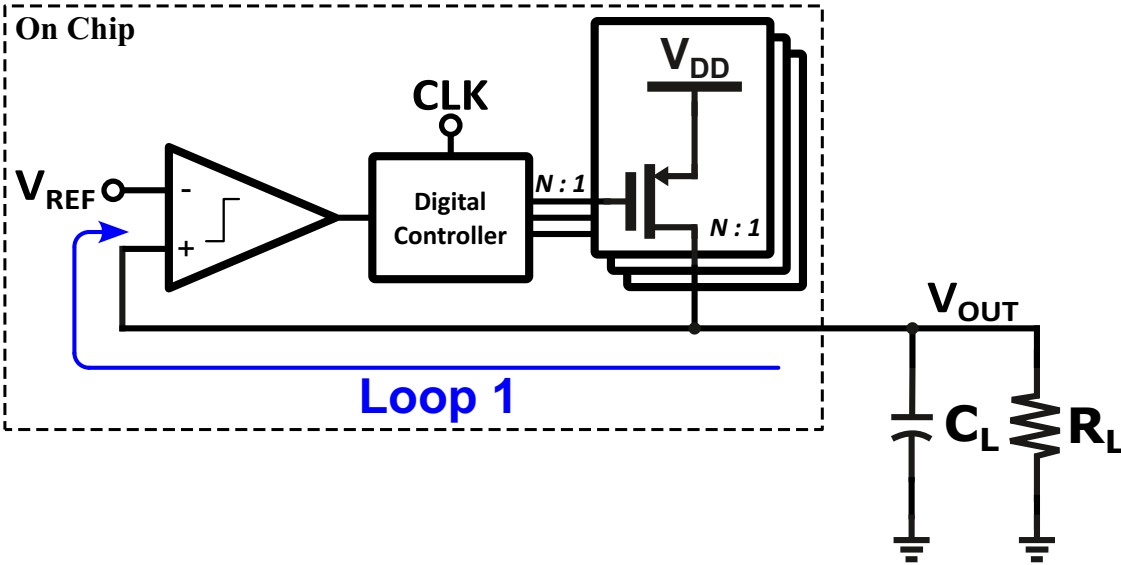 On Chip
VDD
CLK
VREF
-
+
Digital
Controller
N : 1
N : 1
VOUT
Loop 1
CL
RL